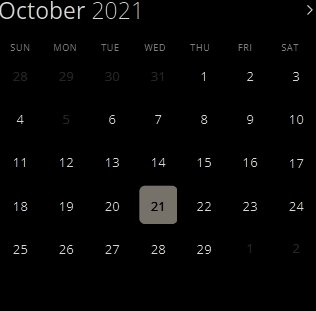 October 2021
SUN MON TUE WED THU FRI SAT
28 29 30 31 1 2 3
4 5 6 7 8 9 10
11 12 13 14 15 16 17
18 19 20 21 22 23 24
25 26 27 28 29 1 2